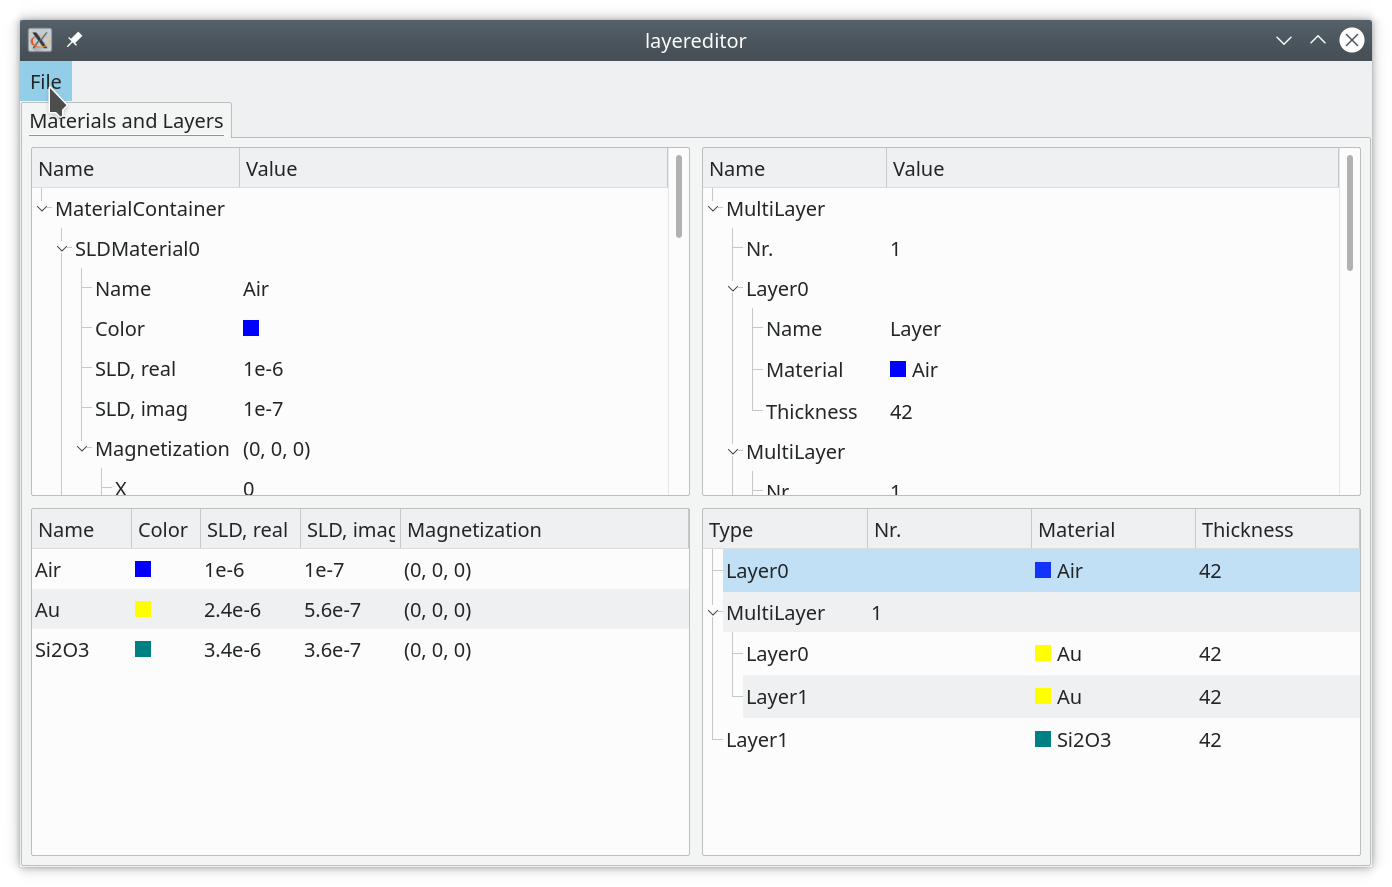 layereditor
File
Materials and Layers
Name Value
MaterialContainer
SLDMaterial0
Name Air
Color
SLD, real 1e-6
SLD, imag 1e-7
Magnetization (0, 0, 0)
X 0
Name Value
MultiLayer
Nr. 1
Layer0
Name Layer
Material Air
Thickness 42
MultiLayer
Nr. 1
Name Color SLD, real SLD, imag Magnetization
Air 1e-6 1e-7 (0, 0, 0)
Au 2.4e-6 5.6e-7 (0, 0, 0)
Si2O3 3.4e-6 3.6e-7 (0, 0, 0)
Type Nr. Material Thickness
Layer0 Air 42
MultiLayer 1
Layer0 Au 42
Layer1 Au 42
Layer1 Si2O3 42